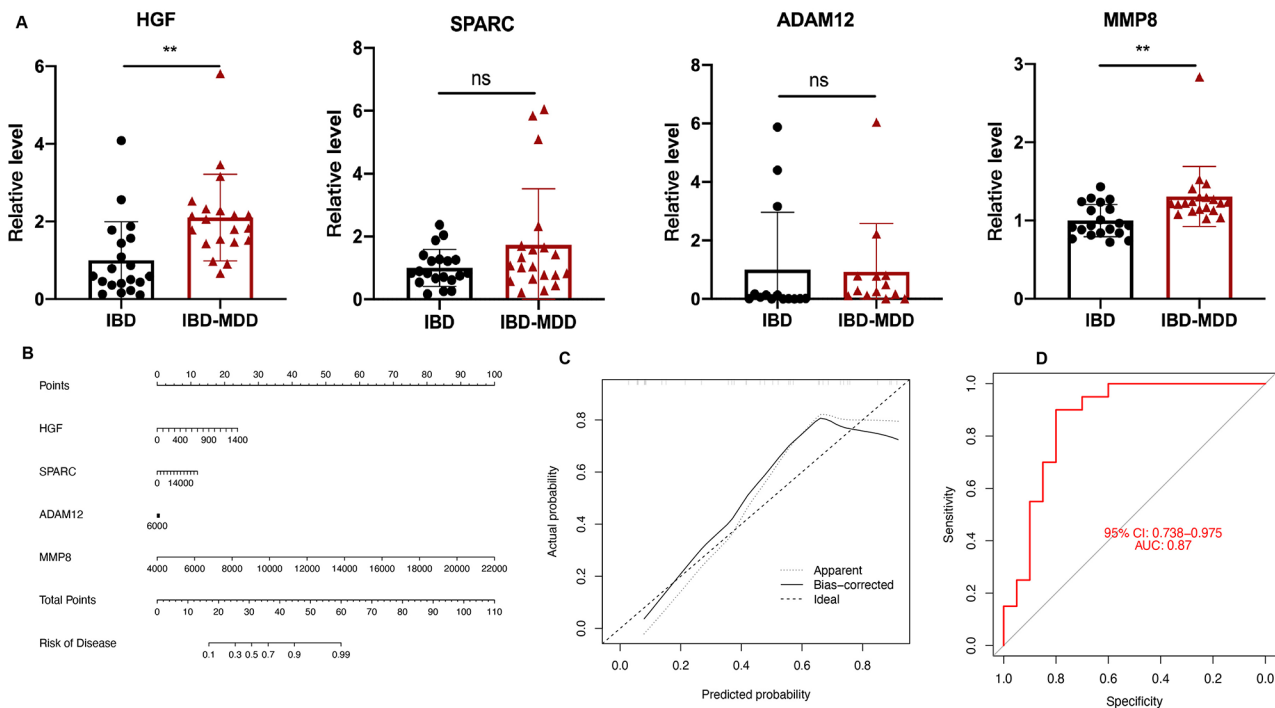 A
HGF
**
Relative level
6
4
2
0
IBD
IBD-MDD
SPARC
ns
Relative level
8
6
4
2
0
IBD
IBD-MDD
ADAM12
ns
Relative level
8
6
4
2
0
IBD
IBD-MDD
MMP8
**
Relative level
3
2
1
0
IBD
IBD-MDD
B
Points
0 10 20 30 40 50 60 70 80 90 100
HGF
0 400 900 1400
SPARC
0 14000
ADAM12
6000
MMP8
4000 6000 8000 10000 12000 14000 16000 18000 20000 22000
Total Points
0 10 20 30 40 50 60 70 80 90 100 110
Risk of Disease
0.1 0.3 0.5 0.7 0.9 0.99
C
Actual probability
0.8
0.6
0.4
0.2
0.0
Apparent
Bias-corrected
Ideal
0.0 0.2 0.4 0.6 0.8
Predicted probability
D
Sensitivity
1.0
0.8
0.6
0.4
0.2
0.0
95% CI: 0.738-0.975
AUC: 0.87
1.0 0.8 0.6 0.4 0.2 0.0
Specificity